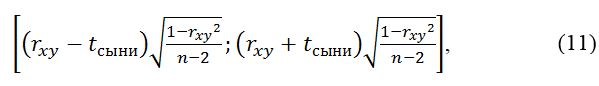 [(r_xy − t_сыни)√((1−r_xy²)/(n−2)); (r_xy + t_сыни)√((1−r_xy²)/(n−2))], (11)